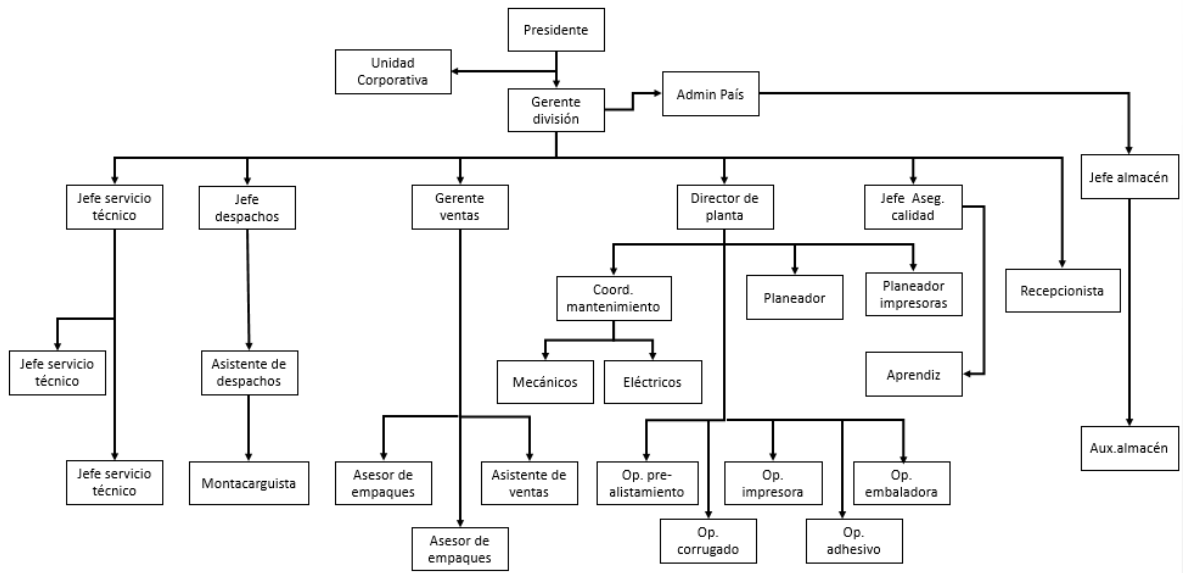 Presidente
Unidad
Corporativa
Gerente
división
Admin País
Jefe servicio
técnico
Jefe
despachos
Gerente
ventas
Director de
planta
Jefe Aseg.
calidad
Jefe almacén
Coord.
mantenimiento
Planeador
Planeador
impresoras
Recepcionista
Jefe servicio
técnico
Asistente de
despachos
Mecánicos
Eléctricos
Aprendiz
Jefe servicio
técnico
Montacarguista
Asesor de
empaques
Asistente de
ventas
Op. pre-
alistamiento
Op.
impresora
Op.
embaladora
Aux.almacén
Asesor de
empaques
Op.
corrugado
Op.
adhesivo